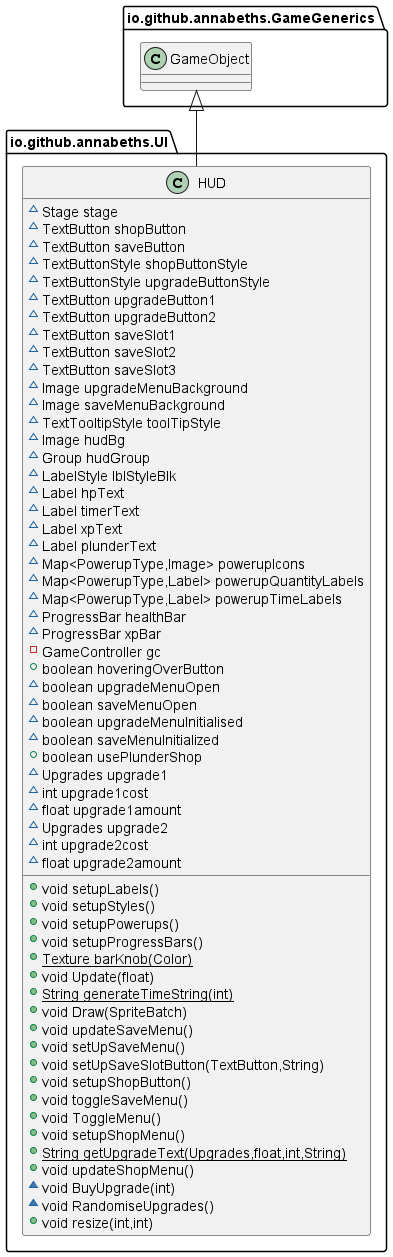 io.github.annabeths.GameGenerics
C GameObject
io.github.annabeths.UI
C HUD
Stage stage
TextButton shopButton
TextButton saveButton
TextButtonStyle shopButtonStyle
TextButtonStyle upgradeButtonStyle
TextButton upgradeButton1
TextButton upgradeButton2
TextButton saveSlot1
TextButton saveSlot2
TextButton saveSlot3
Image upgradeMenuBackground
Image saveMenuBackground
TextTooltipStyle toolTipStyle
Image hudBg
Group hudGroup
LabelStyle lblStyleBlk
Label hpText
Label timerText
Label xpText
Label plunderText
Map<PowerupType,Image> powerupIcons
Map<PowerupType,Label> powerupQuantityLabels
Map<PowerupType,Label> powerupTimeLabels
ProgressBar healthBar
ProgressBar xpBar
GameController gc
boolean hoveringOverButton
boolean upgradeMenuOpen
boolean saveMenuOpen
boolean upgradeMenuInitialised
boolean saveMenuInitialized
boolean usePlunderShop
Upgrades upgrade1
int upgrade1cost
float upgrade1amount
Upgrades upgrade2
int upgrade2cost
float upgrade2amount
void setupLabels()
void setupStyles()
void setupPowerups()
void setupProgressBars()
Texture barKnob(Color)
void Update(float)
String generateTimeString(int)
void Draw(SpriteBatch)
void updateSaveMenu()
void setUpSaveMenu()
void setUpSaveSlotButton(TextButton,String)
void setupShopButton()
void toggleSaveMenu()
void ToggleMenu()
void setupShopMenu()
String getUpgradeText(Upgrades,float,int,String)
void updateShopMenu()
void BuyUpgrade(int)
void RandomiseUpgrades()
void resize(int,int)